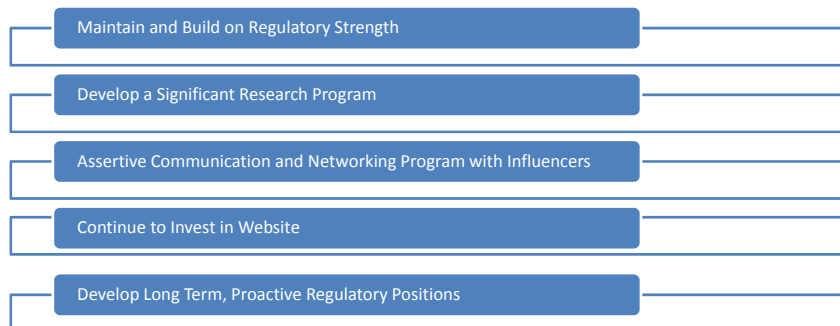 Maintain and Build on Regulatory Strength
Develop a Significant Research Program
Assertive Communication and Networking Program with Influencers
Continue to Invest in Website
Develop Long Term, Proactive Regulatory Positions